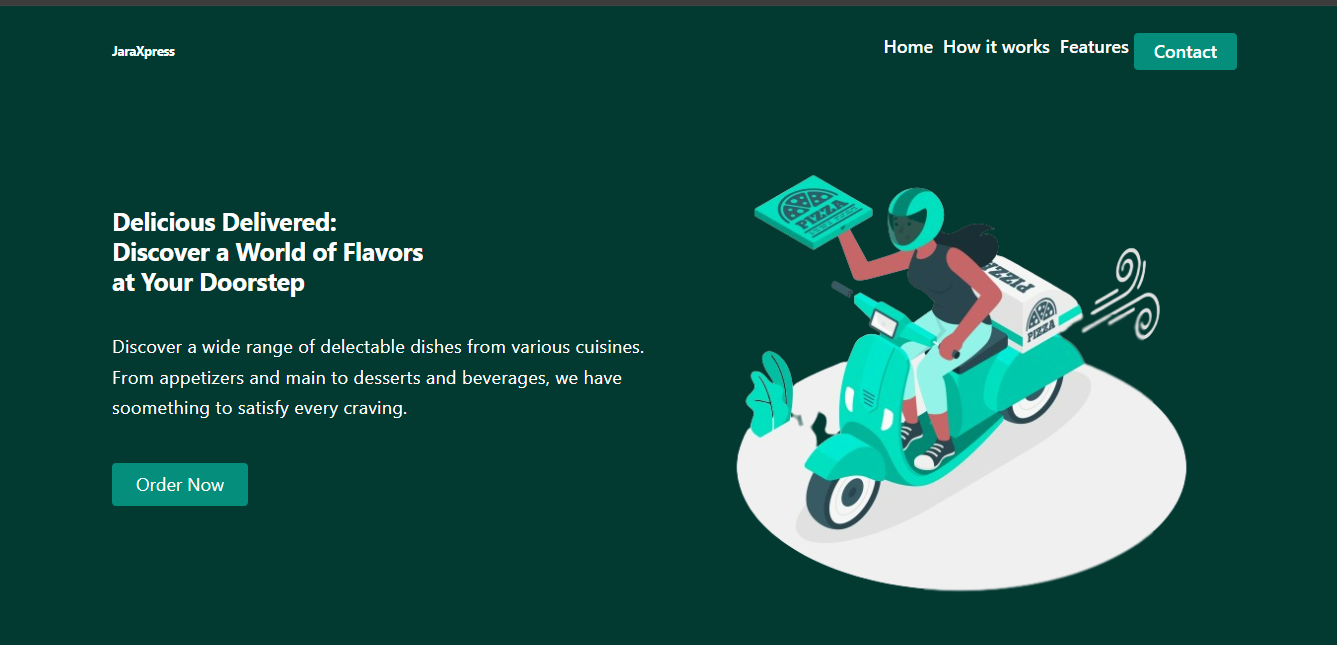 JaraXpress
Home How it works Features Contact
Delicious Delivered:
Discover a World of Flavors
at Your Doorstep
Discover a wide range of delectable dishes from various cuisines.
From appetizers and main to desserts and beverages, we have
soomething to satisfy every craving.
Order Now
PIZZA
PIZZA
PIZZA